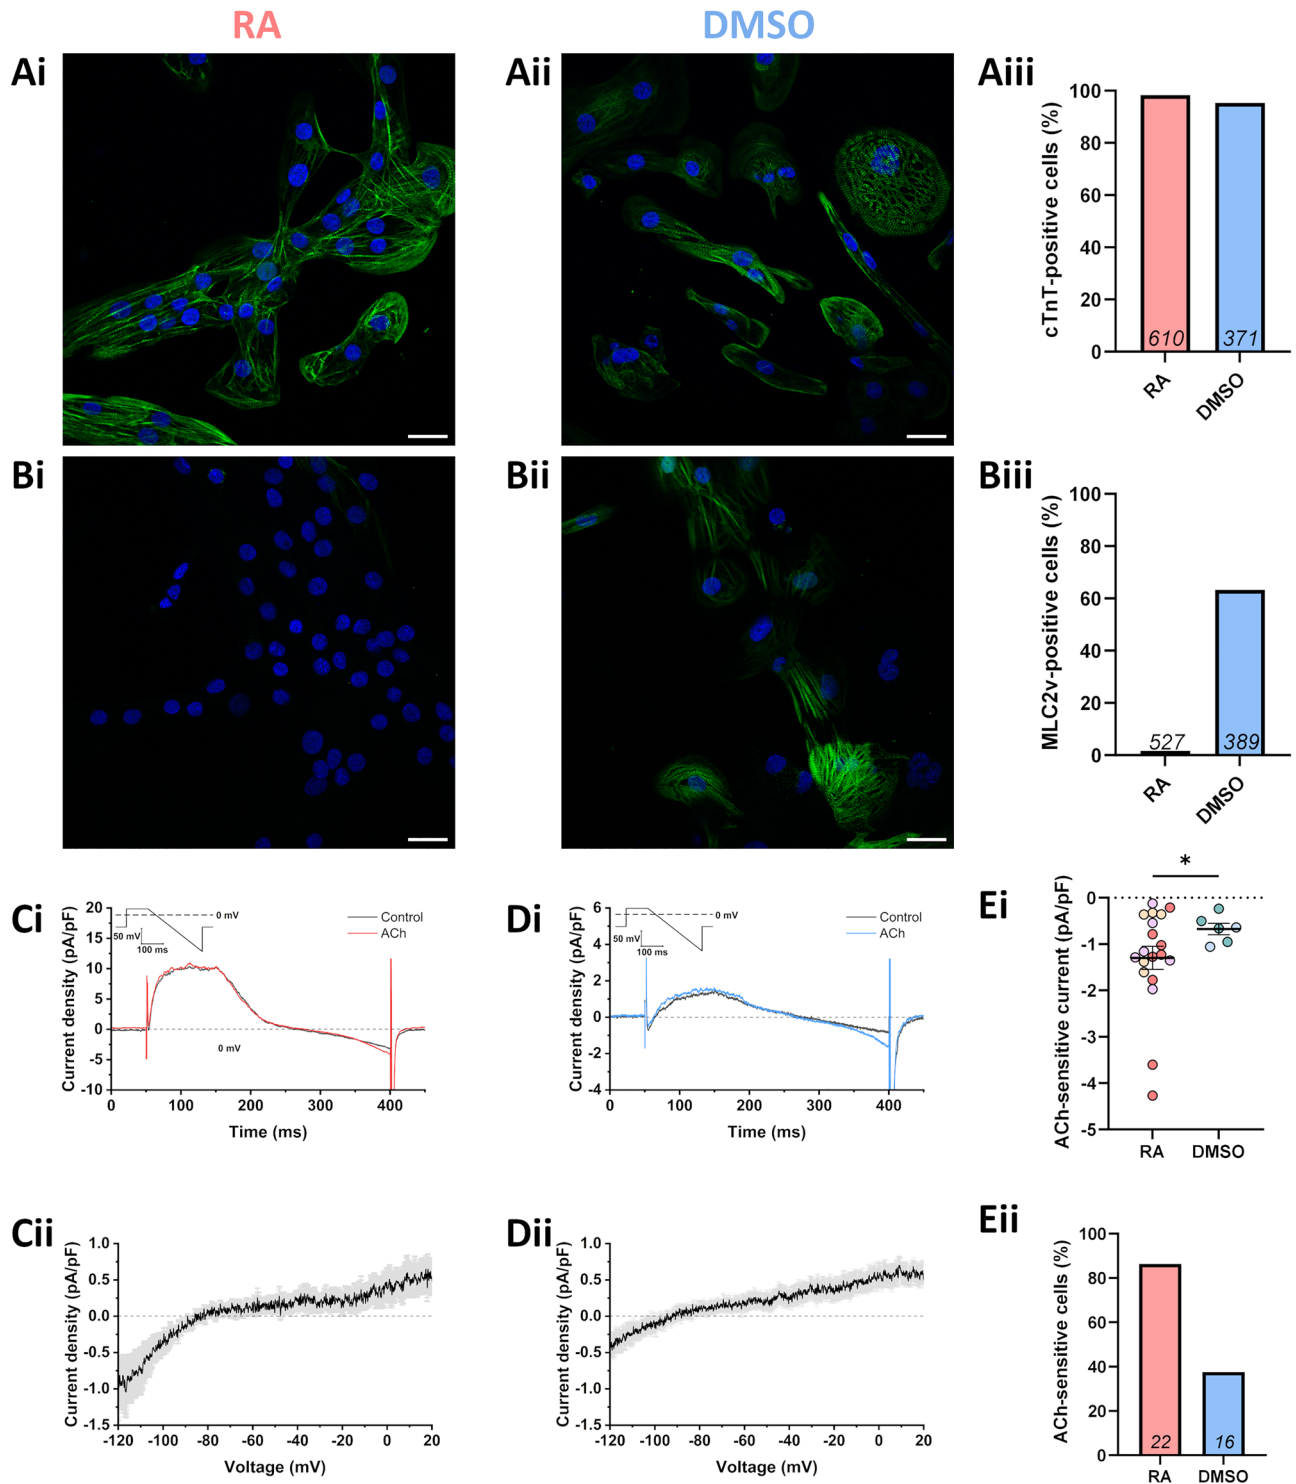 RA
DMSO
Ai
Aii
Aiii
cTnT-positive cells (%)
100
80
60
40
20
0
610
371
RA
DMSO
Bi
Bii
Biii
MLC2v-positive cells (%)
100
80
60
40
20
0
527
389
RA
DMSO
Ci
Current density (pA/pF)
20
15
10
5
0
-5
-10
0 mV
50 mV
100 ms
Control
ACh
0 mV
0
100
200
300
400
Time (ms)
Di
Current density (pA/pF)
6
4
2
0
-2
-4
0 mV
50 mV
100 ms
Control
ACh
0
100
200
300
400
Time (ms)
Ei
ACh-sensitive current (pA/pF)
0
-1
-2
-3
-4
-5
*
RA
DMSO
Cii
Current density (pA/pF)
1.0
0.5
0.0
-0.5
-1.0
-1.5
-120
-100
-80
-60
-40
-20
0
20
Voltage (mV)
Dii
Current density (pA/pF)
1.0
0.5
0.0
-0.5
-1.0
-1.5
-120
-100
-80
-60
-40
-20
0
20
Voltage (mV)
Eii
ACh-sensitive cells (%)
100
80
60
40
20
0
22
16
RA
DMSO